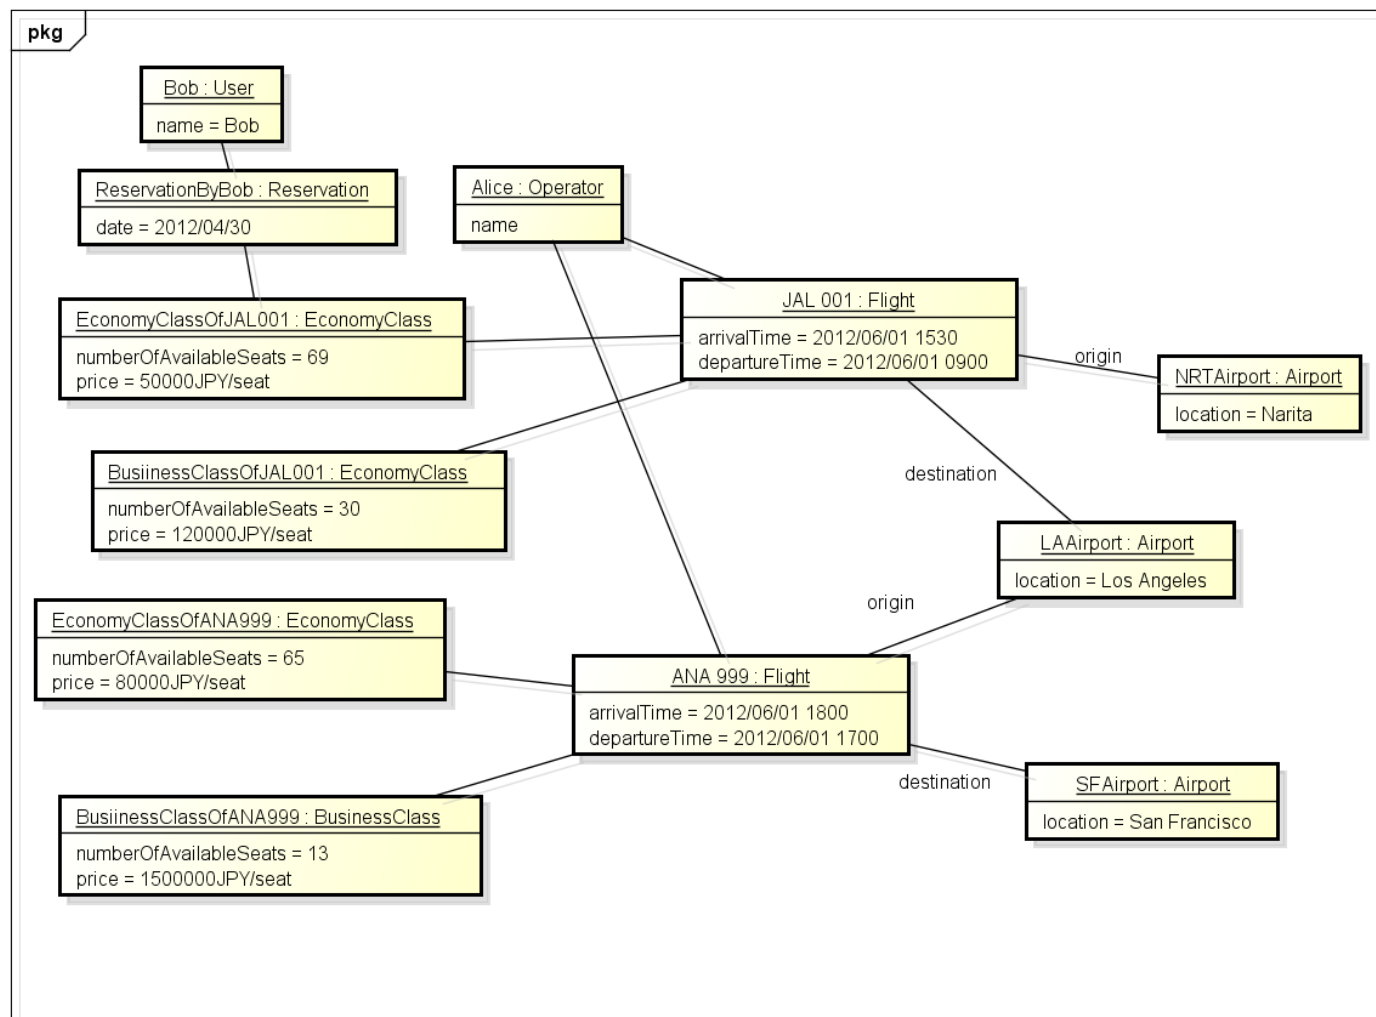 pkg
Bob : User
name = Bob
ReservationByBob : Reservation
date = 2012/04/30
Alice : Operator
name
EconomyClassOfJAL001 : EconomyClass
numberOfAvailableSeats = 69
price = 50000JPY/seat
JAL 001 : Flight
arrivalTime = 2012/06/01 1530
departureTime = 2012/06/01 0900
origin
NRTAirport : Airport
location = Narita
BusiinessClassOfJAL001 : EconomyClass
numberOfAvailableSeats = 30
price = 120000JPY/seat
destination
LAAirport : Airport
location = Los Angeles
origin
EconomyClassOfANA999 : EconomyClass
numberOfAvailableSeats = 65
price = 80000JPY/seat
ANA 999 : Flight
arrivalTime = 2012/06/01 1800
departureTime = 2012/06/01 1700
destination
SFAirport : Airport
location = San Francisco
BusiinessClassOfANA999 : BusinessClass
numberOfAvailableSeats = 13
price = 1500000JPY/seat